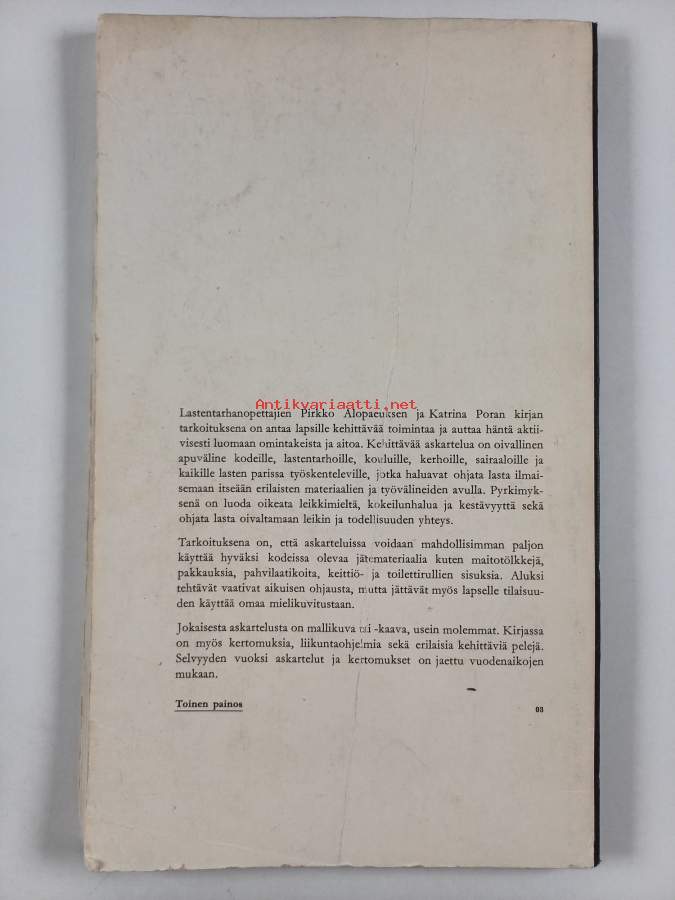 Antikvariaatti.net
Lastentarhanopettajien Pirkko Alopaeuksen ja Katrina Poran kirjan
tarkoituksena on antaa lapsille kehittävää toimintaa ja auttaa häntä aktii-
visesti luomaan omintakeista ja aitoa. Kehittävää askartelua on oivallinen
apuväline kodeille, lastentarhoille, kouluille, kerhoille, sairaaloille ja
kaikille lasten parissa työskenteleville, jotka haluavat ohjata lasta ilmai-
semaan itseään erilaisten materiaalien ja työvälineiden avulla. Pyrkimyk-
senä on luoda oikeata leikkimieltä, kokeilunhalua ja kestävyyttä sekä
ohjata lasta oivaltamaan leikin ja todellisuuden yhteys.
Tarkoituksena on, että askarteluissa voidaan mahdollisimman paljon
käyttää hyväksi kodeissa olevaa jätemateriaalia kuten maitotölkkejä,
pakkauksia, pahvilaatikoita, keittiö- ja toilettirullien sisuksia. Aluksi
tehtävät vaativat aikuisen ohjausta, mutta jättävät myös lapselle tilaisuu-
den käyttää omaa mielikuvitustaan.
Jokaisesta askartelusta on mallikuva tai -kaava, usein molemmat. Kirjassa
on myös kertomuksia, liikuntaohjelmia sekä erilaisia kehittäviä pelejä.
Selvyyden vuoksi askartelut ja kertomukset on jaettu vuodenaikojen
mukaan.
Toinen painos
03